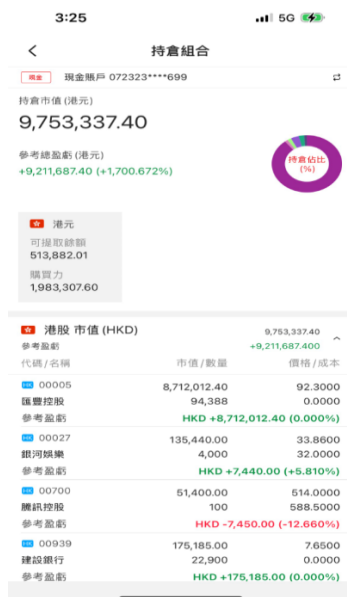 3:25 5G
持倉組合
現金 現金賬戶 072323****699
持倉市值 (港元)
9,753,337.40
參考總盈虧 (港元)
+9,211,687.40 (+1,700.672%)
持倉佔比
(%)
港元
可提取餘額
513,882.01
購買力
1,983,307.60
港股 市值 (HKD) 9,753,337.40
參考盈虧 +9,211,687.400
代碼/名稱 市值/數量 價格/成本
HK 00005 8,712,012.40 92.3000
匯豐控股 94,388 0.0000
參考盈虧 HKD +8,712,012.40 (0.000%)
HK 00027 135,440.00 33.8600
銀河娛樂 4,000 32.0000
參考盈虧 HKD +7,440.00 (+5.810%)
HK 00700 51,400.00 514.0000
騰訊控股 100 588.5000
參考盈虧 HKD -7,450.00 (-12.660%)
HK 00939 175,185.00 7.6500
建設銀行 22,900 0.0000
參考盈虧 HKD +175,185.00 (0.000%)